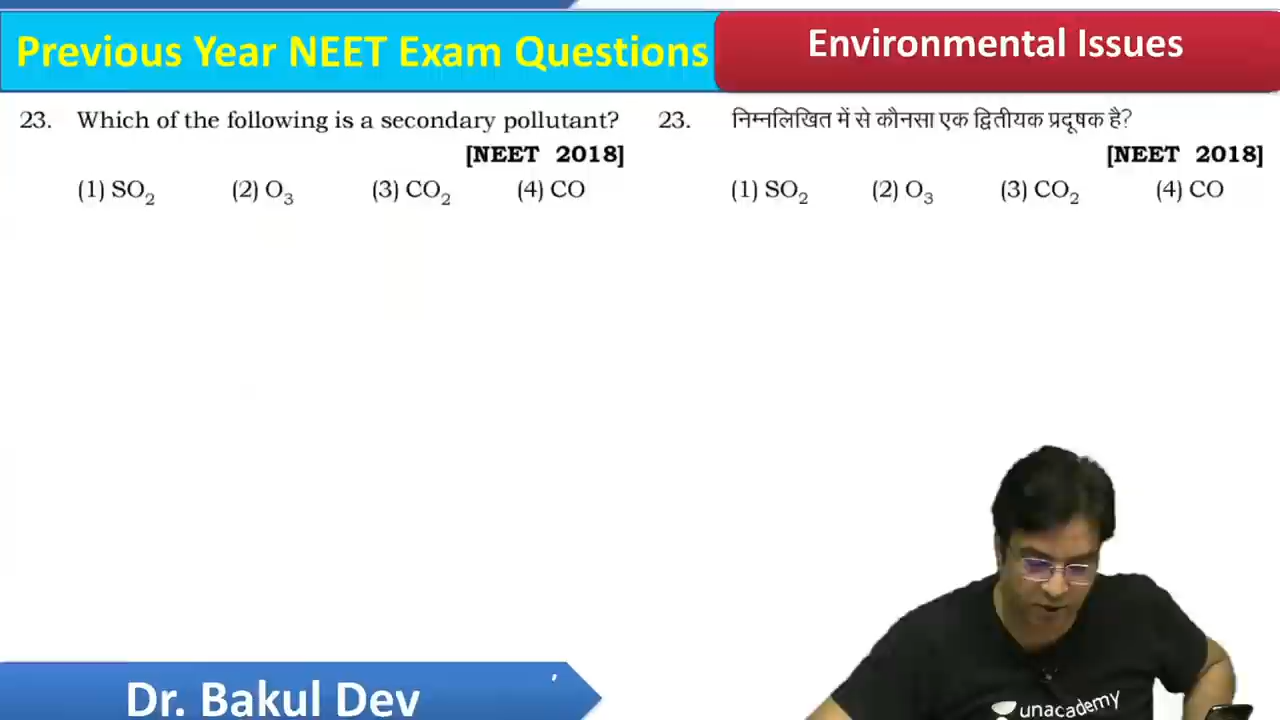 Previous Year NEET Exam Questions
Environmental Issues
23. Which of the following is a secondary pollutant?
[NEET 2018]
(1) SO₂ (2) O₃ (3) CO₂ (4) CO
23. निम्नलिखित में से कौनसा एक द्वितीयक प्रदूषक है?
[NEET 2018]
(1) SO₂ (2) O₃ (3) CO₂ (4) CO
Dr. Bakul Dev
unacademy